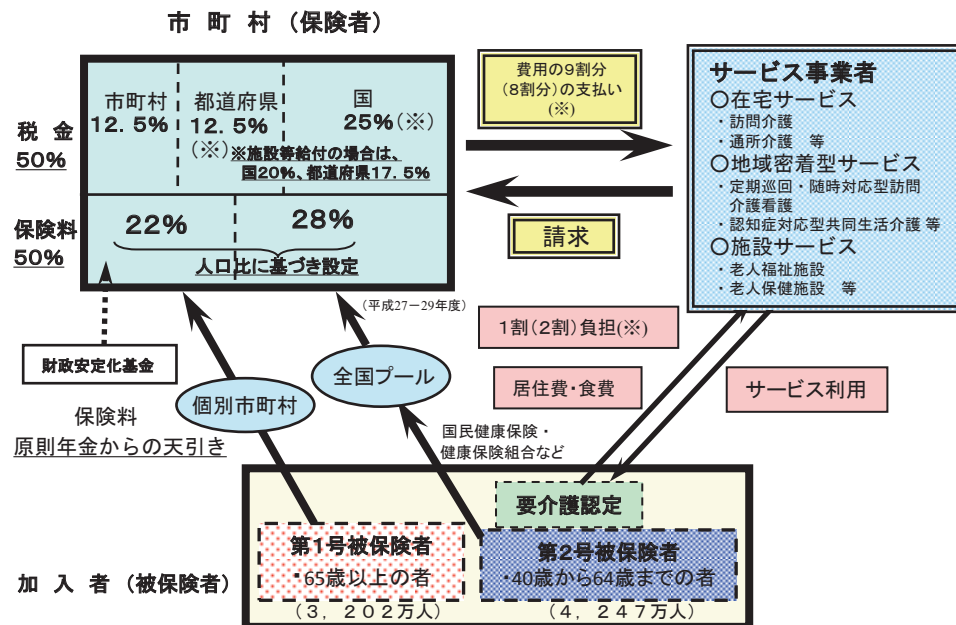 市 町 村 (保険者)
税 金
50%
市町村
12.5%
都道府県
12.5%
(※)
国
25%(※)
※施設等給付の場合は、
国20%、都道府県17.5%
保険料
50%
22%
28%
人口比に基づき設定
費用の9割分
(8割分)の支払い
(※)
請求
サービス事業者
○在宅サービス
・訪問介護
・通所介護 等
○地域密着型サービス
・定期巡回・随時対応型訪問
介護看護
・認知症対応型共同生活介護 等
○施設サービス
・老人福祉施設
・老人保健施設 等
(平成27-29年度)
財政安定化基金
個別市町村
全国プール
1割(2割)負担(※)
居住費・食費
サービス利用
保険料
原則年金からの天引き
国民健康保険・
健康保険組合など
要介護認定
加 入 者 (被保険者)
第1号被保険者
・65歳以上の者
(3,202万人)
第2号被保険者
・40歳から64歳までの者
(4,247万人)